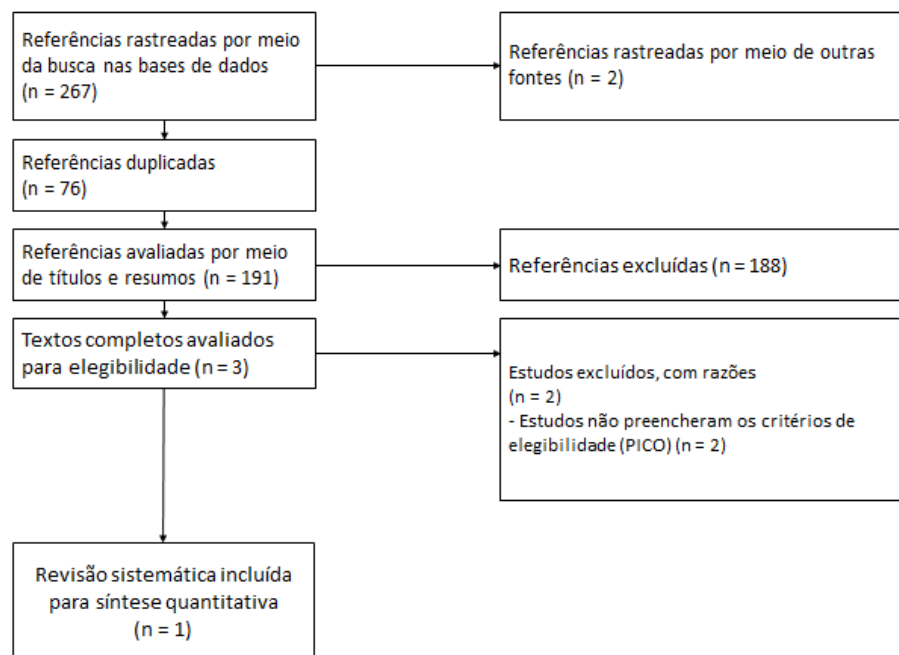 Referências rastreadas por meio
da busca nas bases de dados
(n = 267)
Referências rastreadas por meio de outras
fontes (n = 2)
Referências duplicadas
(n = 76)
Referências avaliadas por meio
de títulos e resumos (n = 191)
Referências excluídas (n = 188)
Textos completos avaliados
para elegibilidade (n = 3)
Estudos excluídos, com razões
(n = 2)
- Estudos não preencheram os critérios de
elegibilidade (PICO) (n = 2)
Revisão sistemática incluída
para síntese quantitativa
(n = 1)